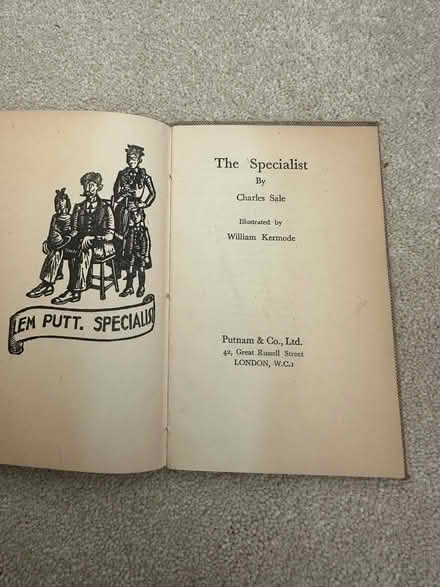 LEM PUTT. SPECIALIST
The Specialist
By
Charles Sale
Illustrated by
William Kermode
Putnam & Co., Ltd.
42, Great Russell Street
LONDON, W.C.1